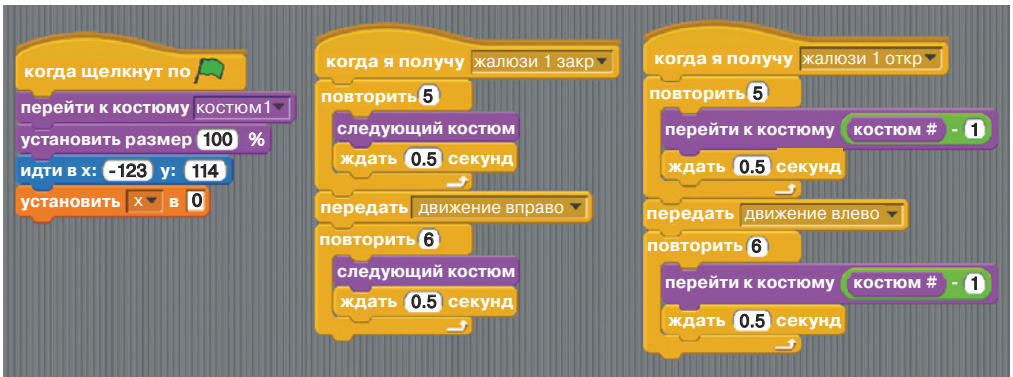 когда щелкнут по
перейти к костюму костюм1
установить размер 100 %
идти в x: -123 y: 114
установить x в 0
когда я получу жалюзи 1 закр
повторить 5
следующий костюм
ждать 0.5 секунд
передать движение вправо
повторить 6
следующий костюм
ждать 0.5 секунд
когда я получу жалюзи 1 откр
повторить 5
перейти к костюму костюм # - 1
ждать 0.5 секунд
передать движение влево
повторить 6
перейти к костюму костюм # - 1
ждать 0.5 секунд